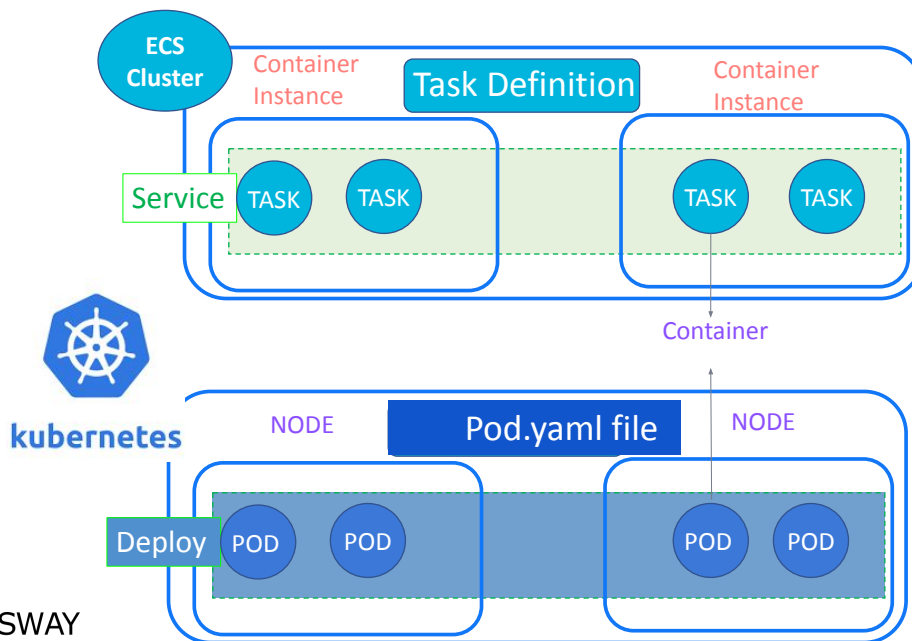 ECS
Cluster
Container
Instance
Task Definition
Container
Instance
Service
TASK
TASK
TASK
TASK
Container
kubernetes
NODE
Pod.yaml file
NODE
Deploy
POD
POD
POD
POD
SWAY